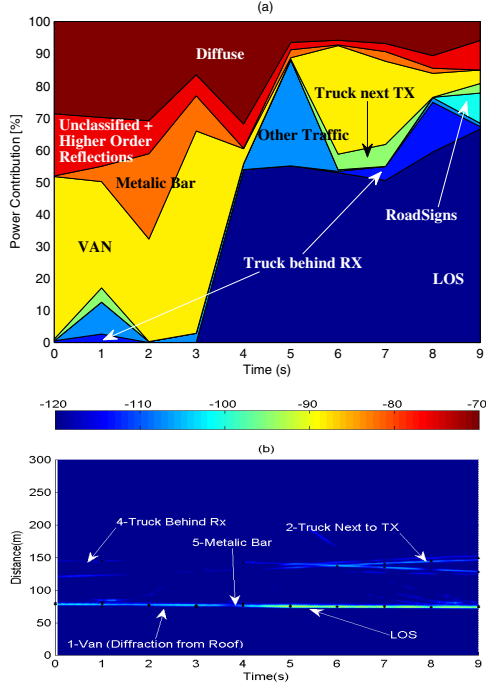 (a)
Power Contribution [%]
100
90
80
70
60
50
40
30
20
10
0
Diffuse
Unclassified +
Higher Order
Reflections
Metalic Bar
VAN
Truck next TX
Other Traffic
RoadSigns
Truck behind RX
LOS
0 1 2 3 4 5 6 7 8 9
Time (s)
-120 -110 -100 -90 -80 -70
(b)
Distance(m)
300
250
200
150
100
50
0
4-Truck Behind Rx
2-Truck Next to TX
5-Metalic Bar
1-Van (Diffraction from Roof)
LOS
0 1 2 3 4 5 6 7 8 9
Time(s)